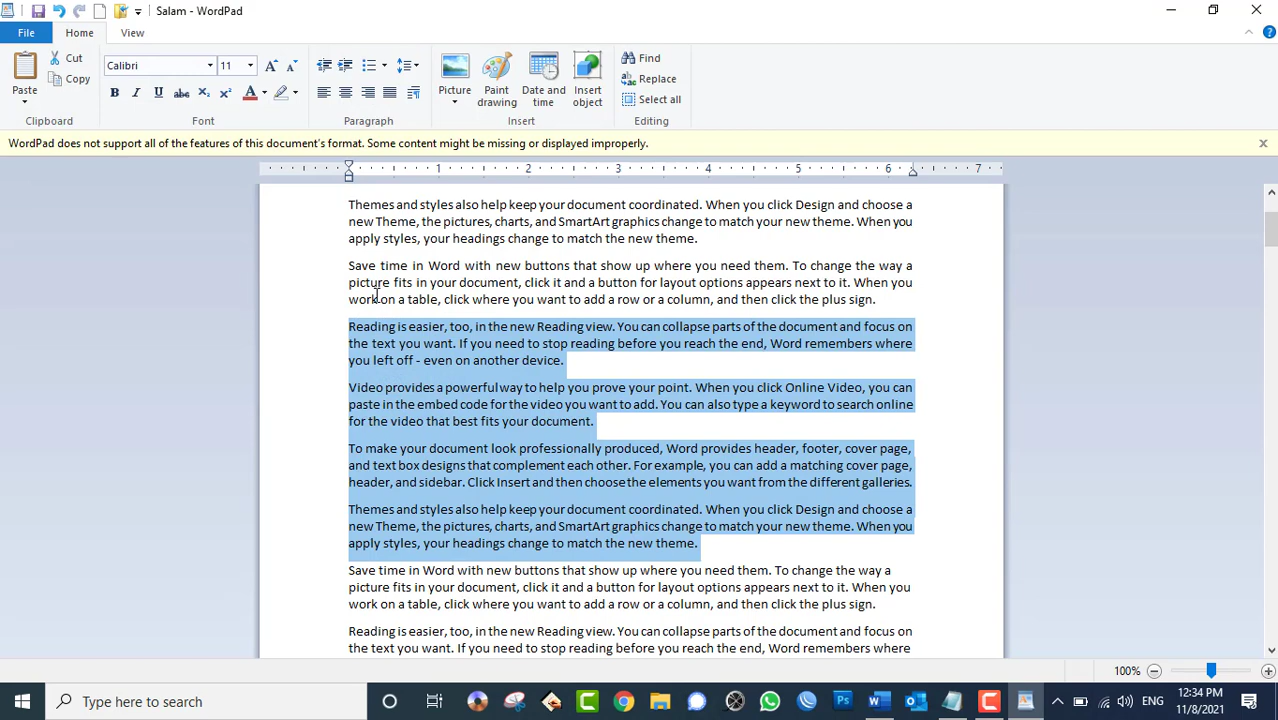 Salam - WordPad
File Home View
Cut
Copy
Paste
Clipboard
Calibri 11
Font
Paragraph
Picture
Paint drawing
Date and time
Insert object
Insert
Find
Replace
Select all
Editing
WordPad does not support all of the features of this document's format. Some content might be missing or displayed improperly.
1 2 3 4 5 6 7
Themes and styles also help keep your document coordinated. When you click Design and choose a
new Theme, the pictures, charts, and SmartArt graphics change to match your new theme. When you
apply styles, your headings change to match the new theme.
Save time in Word with new buttons that show up where you need them. To change the way a
picture fits in your document, click it and a button for layout options appears next to it. When you
work on a table, click where you want to add a row or a column, and then click the plus sign.
Reading is easier, too, in the new Reading view. You can collapse parts of the document and focus on
the text you want. If you need to stop reading before you reach the end, Word remembers where
you left off - even on another device.
Video provides a powerful way to help you prove your point. When you click Online Video, you can
paste in the embed code for the video you want to add. You can also type a keyword to search online
for the video that best fits your document.
To make your document look professionally produced, Word provides header, footer, cover page,
and text box designs that complement each other. For example, you can add a matching cover page,
header, and sidebar. Click Insert and then choose the elements you want from the different galleries.
Themes and styles also help keep your document coordinated. When you click Design and choose a
new Theme, the pictures, charts, and SmartArt graphics change to match your new theme. When you
apply styles, your headings change to match the new theme.
Save time in Word with new buttons that show up where you need them. To change the way a
picture fits in your document, click it and a button for layout options appears next to it. When you
work on a table, click where you want to add a row or a column, and then click the plus sign.
Reading is easier, too, in the new Reading view. You can collapse parts of the document and focus on
the text you want. If you need to stop reading before you reach the end, Word remembers where
100%
Type here to search
ENG
12:34 PM
11/8/2021